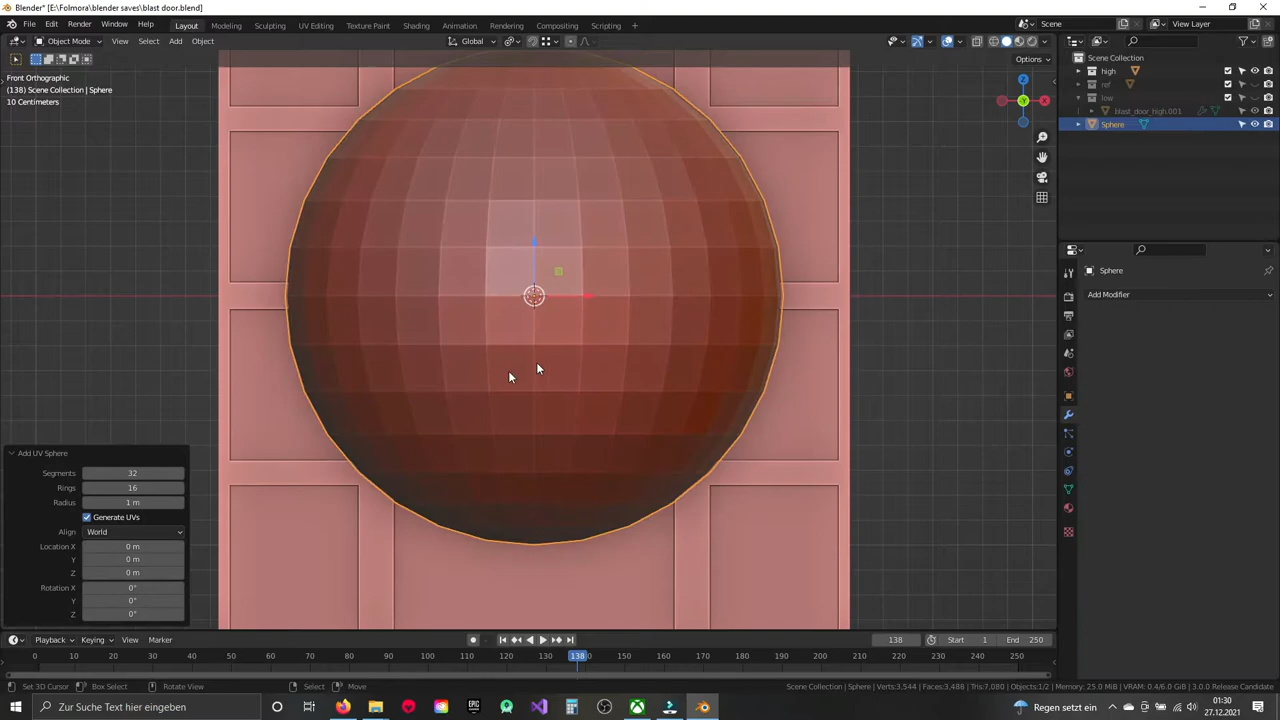 Blender* [E:\Folmora\blender saves\blast door.blend]
File Edit Render Window Help Layout Modeling Sculpting UV Editing Texture Paint Shading Animation Rendering Compositing Scripting Scene View Layer
Object Mode View Select Add Object Global
Options
Front Orthographic
(138) Scene Collection | Sphere
10 Centimeters
Scene Collection
high
ref
low
blast_door_high.001
Sphere
Sphere
Add Modifier
Add UV Sphere
Segments 32
Rings 16
Radius 1 m
Generate UVs
Align World
Location X 0 m
Y 0 m
Z 0 m
Rotation X 0°
Y 0°
Z 0°
Playback Keying View Marker 138 Start 1 End 250
0 10 20 30 40 50 60 70 80 90 100 110 120 130 138 150 160 170 180 190 200 210 220 230 240 250
Set 3D Cursor Box Select Rotate View Select Move Scene Collection | Sphere Verts:3,544 | Faces:3,488 | Tris:7,080 | Objects:1/2 | Memory: 25.0 MiB | VRAM: 0.4/6.0 GiB | 3.0.0 Release Candidate
Zur Suche Text hier eingeben Regen setzt ein 01:30
27.12.2021